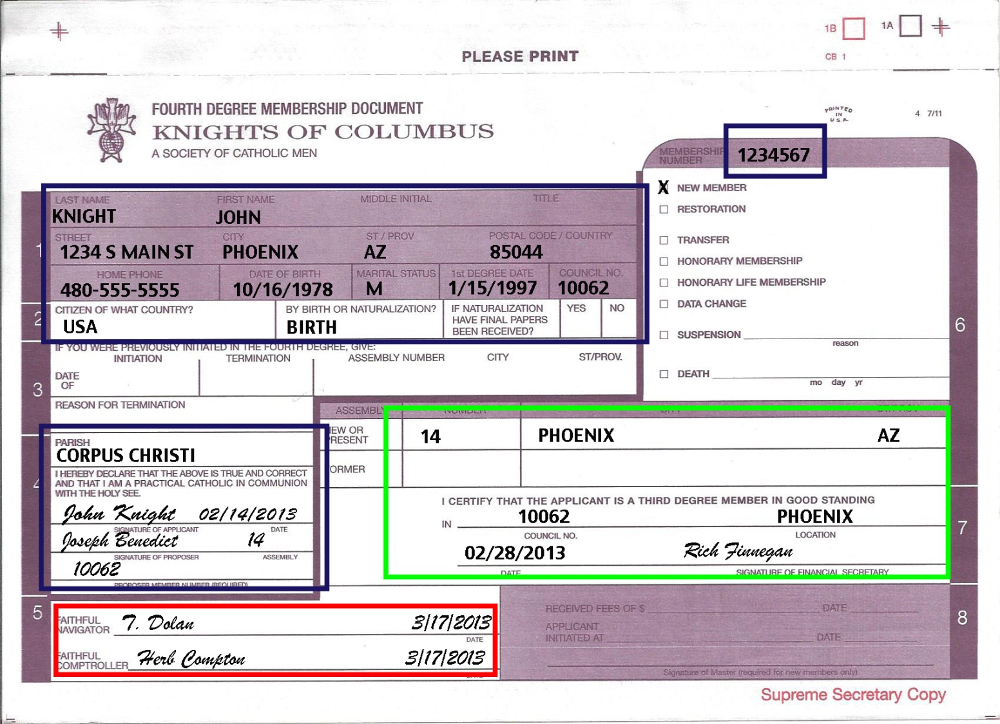 1B 1A
PLEASE PRINT
CB 1
FOURTH DEGREE MEMBERSHIP DOCUMENT
KNIGHTS OF COLUMBUS
A SOCIETY OF CATHOLIC MEN
PRINTED
IN
U.S.A.
4 7/11
MEMBERSHIP
NUMBER
1234567
X NEW MEMBER
RESTORATION
TRANSFER
HONORARY MEMBERSHIP
HONORARY LIFE MEMBERSHIP
DATA CHANGE
SUSPENSION
reason
DEATH
mo day yr
6
1
LAST NAME FIRST NAME MIDDLE INITIAL TITLE
KNIGHT JOHN
STREET CITY ST / PROV POSTAL CODE / COUNTRY
1234 S MAIN ST PHOENIX AZ 85044
HOME PHONE DATE OF BIRTH MARITAL STATUS 1st DEGREE DATE COUNCIL NO.
480-555-5555 10/16/1978 M 1/15/1997 10062
2
CITIZEN OF WHAT COUNTRY? BY BIRTH OR NATURALIZATION? IF NATURALIZATION YES NO
HAVE FINAL PAPERS
BEEN RECEIVED?
USA BIRTH
3
IF YOU WERE PREVIOUSLY INITIATED IN THE FOURTH DEGREE, GIVE:
INITIATION TERMINATION ASSEMBLY NUMBER CITY ST/PROV.
DATE
OF
REASON FOR TERMINATION
4
PARISH
CORPUS CHRISTI
I HEREBY DECLARE THAT THE ABOVE IS TRUE AND CORRECT
AND THAT I AM A PRACTICAL CATHOLIC IN COMMUNION
WITH THE HOLY SEE.
John Knight 02/14/2013
SIGNATURE OF APPLICANT DATE
Joseph Benedict 14
SIGNATURE OF PROPOSER ASSEMBLY
10062
PROPOSER MEMBER NUMBER (REQUIRED)
ASSEMBLY NUMBER CITY ST/PROV
NEW OR
PRESENT
14 PHOENIX AZ
FORMER
7
I CERTIFY THAT THE APPLICANT IS A THIRD DEGREE MEMBER IN GOOD STANDING
IN 10062 PHOENIX
COUNCIL NO. LOCATION
02/28/2013 Rich Finnegan
DATE SIGNATURE OF FINANCIAL SECRETARY
5
FAITHFUL
NAVIGATOR T. Dolan 3/17/2013
DATE
FAITHFUL
COMPTROLLER Herb Compton 3/17/2013
DATE
8
RECEIVED FEES OF $ DATE
APPLICANT
INITIATED AT DATE
Signature of Master (required for new members only)
Supreme Secretary Copy